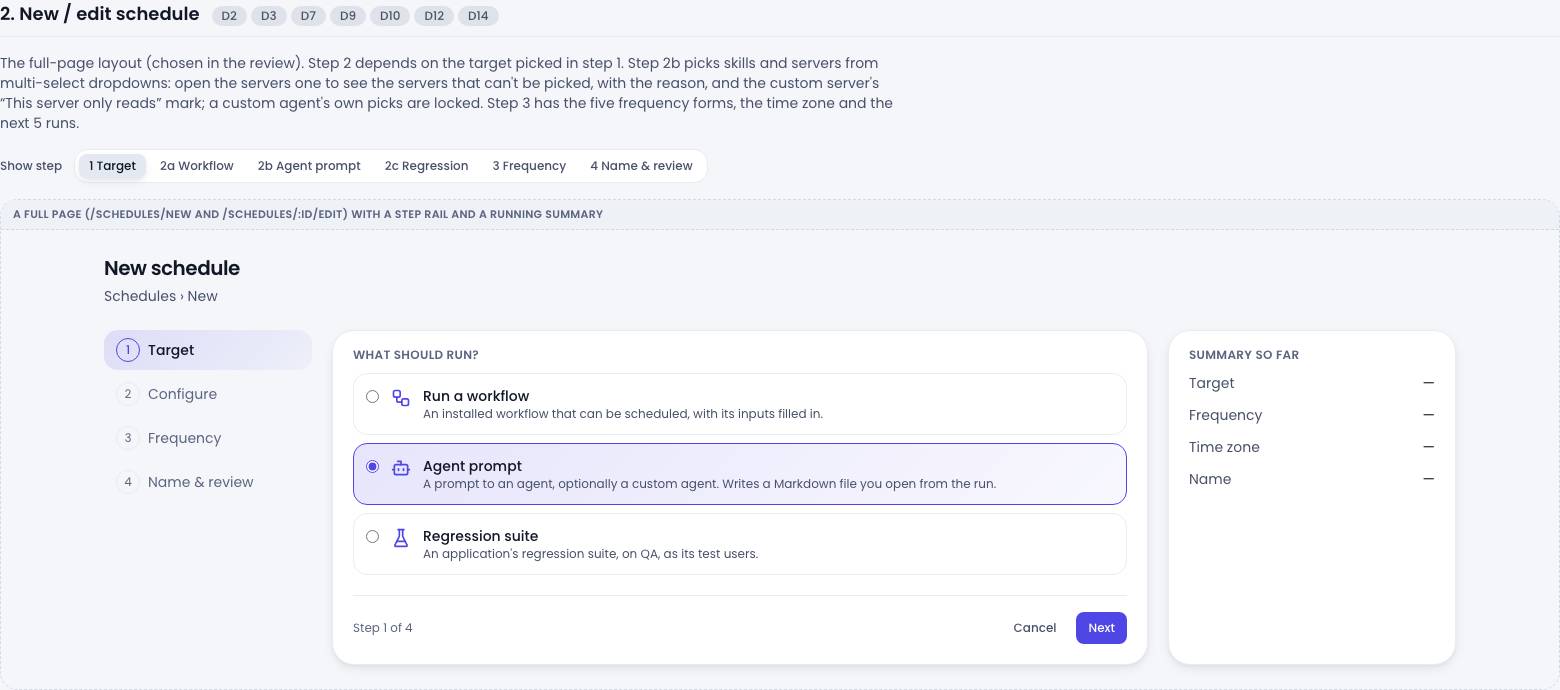 2. New / edit schedule D2 D3 D7 D9 D10 D12 D14
The full-page layout (chosen in the review). Step 2 depends on the target picked in step 1. Step 2b picks skills and servers from
multi-select dropdowns: open the servers one to see the servers that can't be picked, with the reason, and the custom server's
“This server only reads” mark; a custom agent's own picks are locked. Step 3 has the five frequency forms, the time zone and the
next 5 runs.
Show step 1 Target 2a Workflow 2b Agent prompt 2c Regression 3 Frequency 4 Name & review
A FULL PAGE (/SCHEDULES/NEW AND /SCHEDULES/:ID/EDIT) WITH A STEP RAIL AND A RUNNING SUMMARY
New schedule
Schedules › New
1 Target
2 Configure
3 Frequency
4 Name & review
WHAT SHOULD RUN?
Run a workflow
An installed workflow that can be scheduled, with its inputs filled in.
Agent prompt
A prompt to an agent, optionally a custom agent. Writes a Markdown file you open from the run.
Regression suite
An application's regression suite, on QA, as its test users.
Step 1 of 4 Cancel Next
SUMMARY SO FAR
Target —
Frequency —
Time zone —
Name —